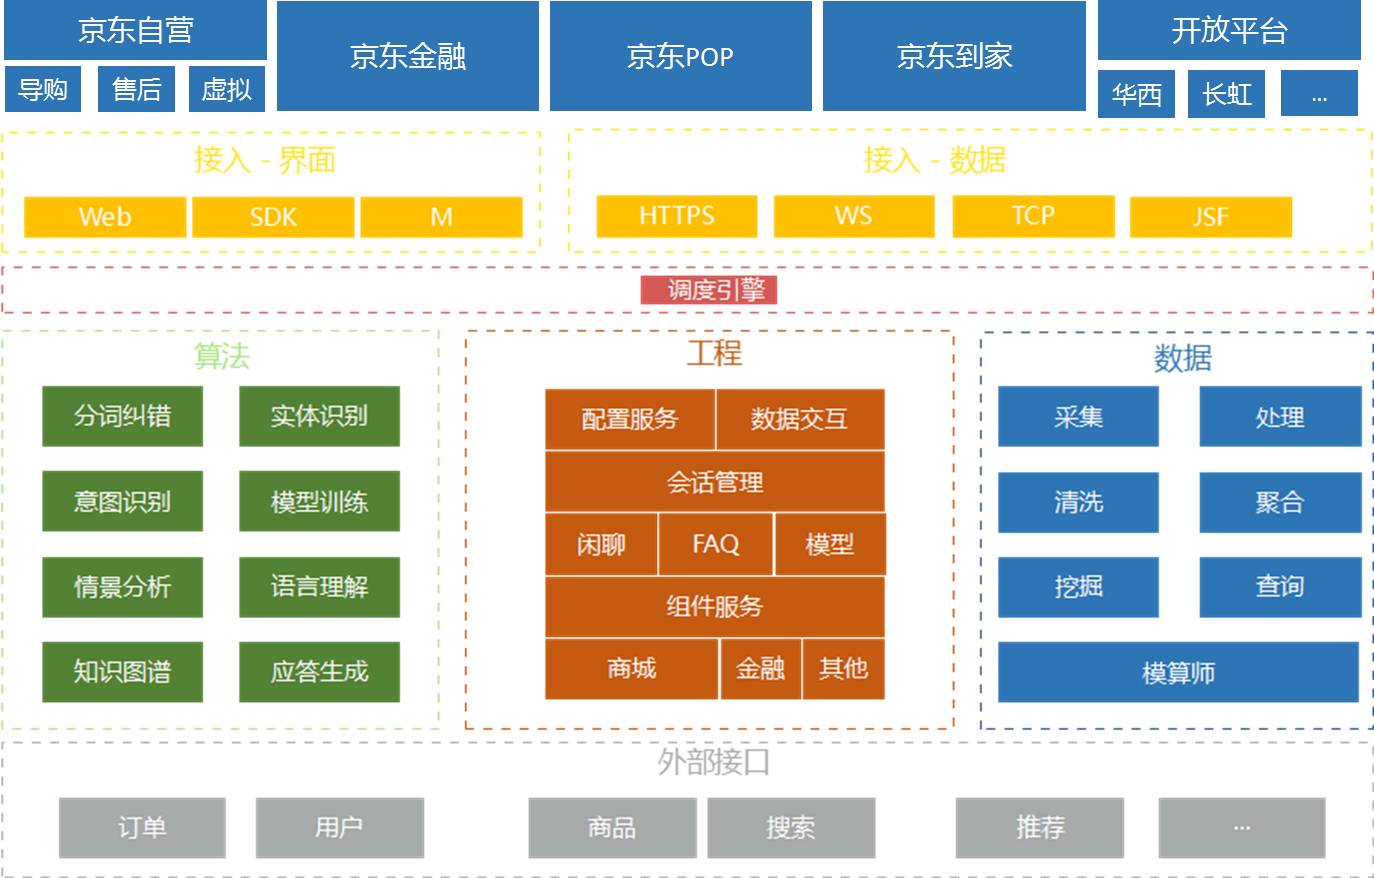 京东自营
京东金融
京东POP
京东到家
开放平台
导购
售后
虚拟
华西
长虹
...
接入 - 界面
接入 - 数据
Web
SDK
M
HTTPS
WS
TCP
JSF
调度引擎
算法
分词纠错
实体识别
意图识别
模型训练
情景分析
语言理解
知识图谱
应答生成
工程
配置服务
数据交互
会话管理
闲聊
FAQ
模型
组件服务
商城
金融
其他
数据
采集
处理
清洗
聚合
挖掘
查询
模算师
外部接口
订单
用户
商品
搜索
推荐
...